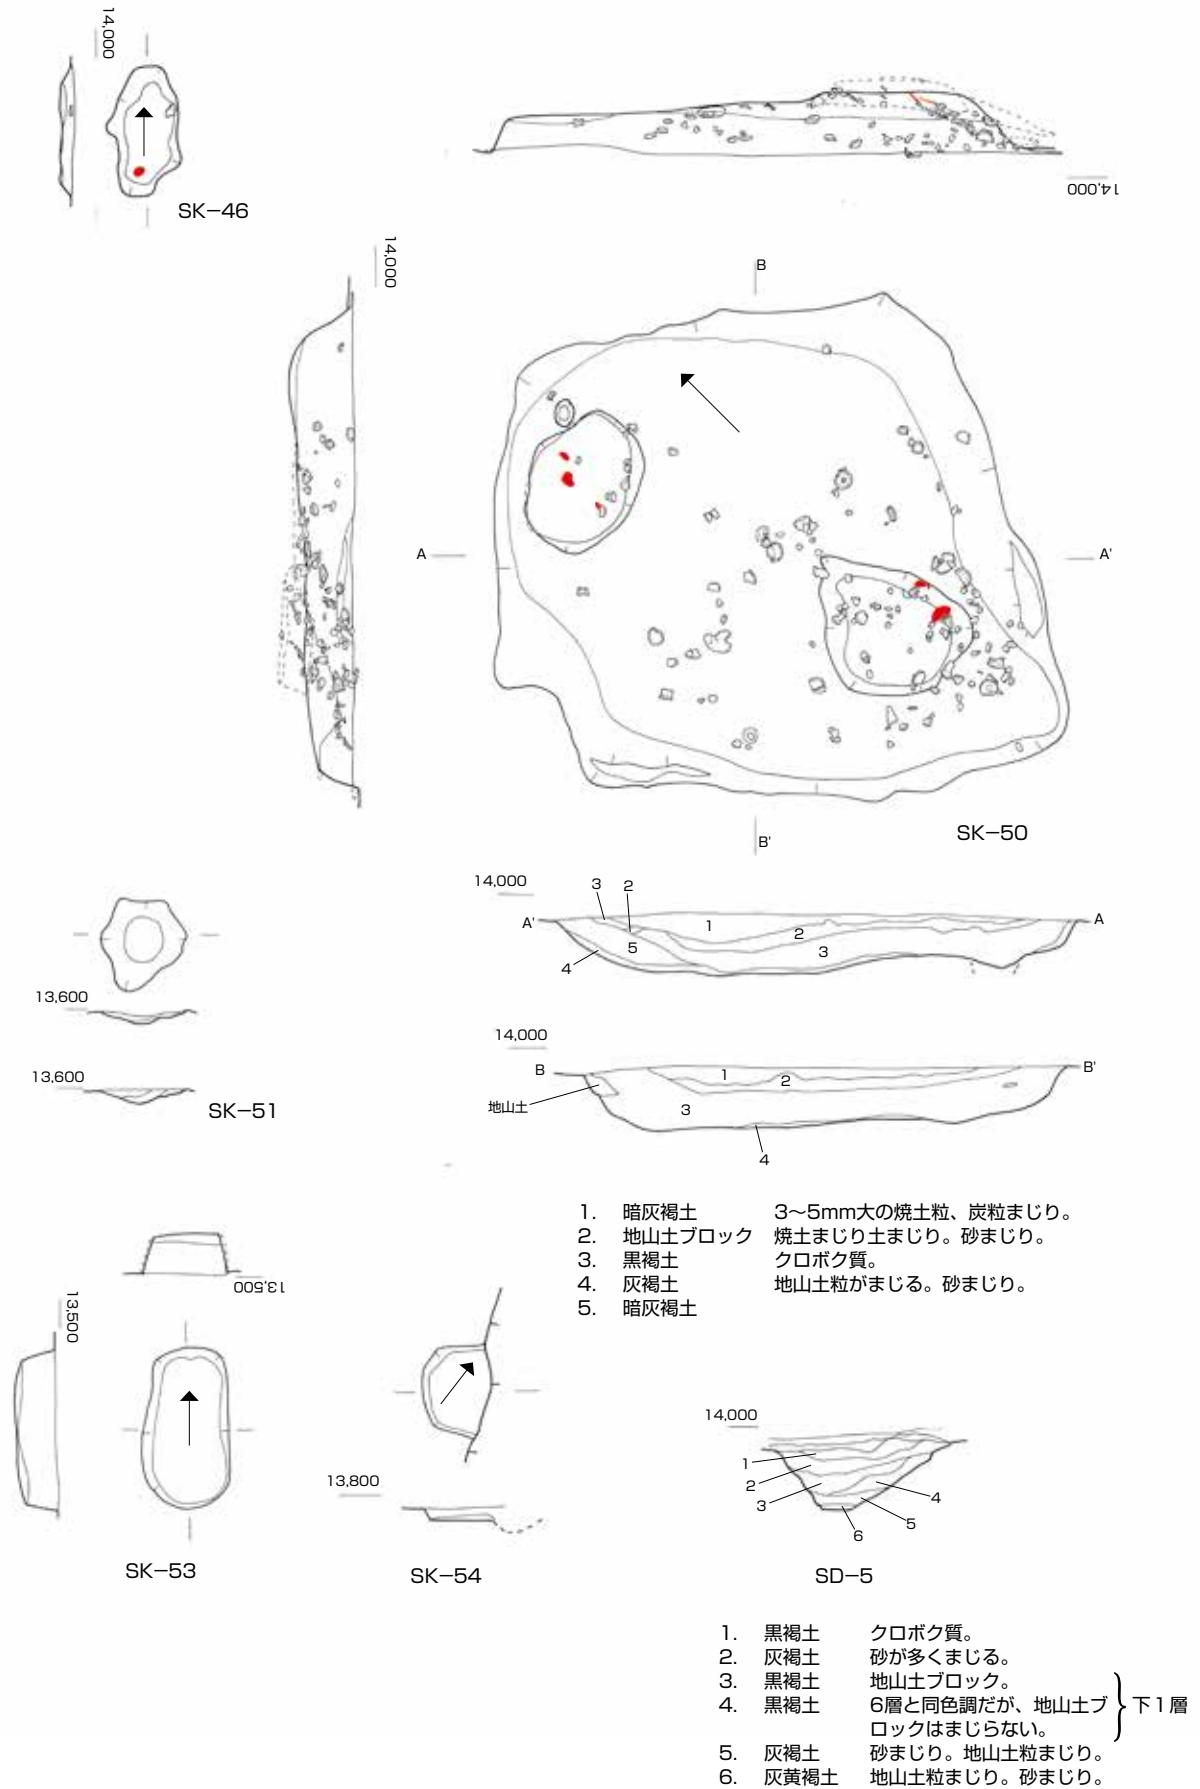 14,000
SK−46
14,000
14,000
B
A
A'
SK−50
B'
14,000
3
2
A'
A
1
2
3
5
4
13,600
14,000
B
B'
1
2
地山土
3
4
13,600
SK−51
1. 暗灰褐土 3〜5mm大の焼土粒、炭粒まじり。
2. 地山土ブロック 焼土まじり土まじり。砂まじり。
3. 黒褐土 クロボク質。
4. 灰褐土 地山土粒がまじる。砂まじり。
5. 暗灰褐土
13,500
13,500
SK−53
13,800
SK−54
14,000
1
2
3
4
5
6
SD−5
1. 黒褐土 クロボク質。
2. 灰褐土 砂が多くまじる。
3. 黒褐土 地山土ブロック。
4. 黒褐土 6層と同色調だが、地山土ブ
ロックはまじらない。
下1層
5. 灰褐土 砂まじり。地山土粒まじり。
6. 灰黄褐土 地山土粒まじり。砂まじり。